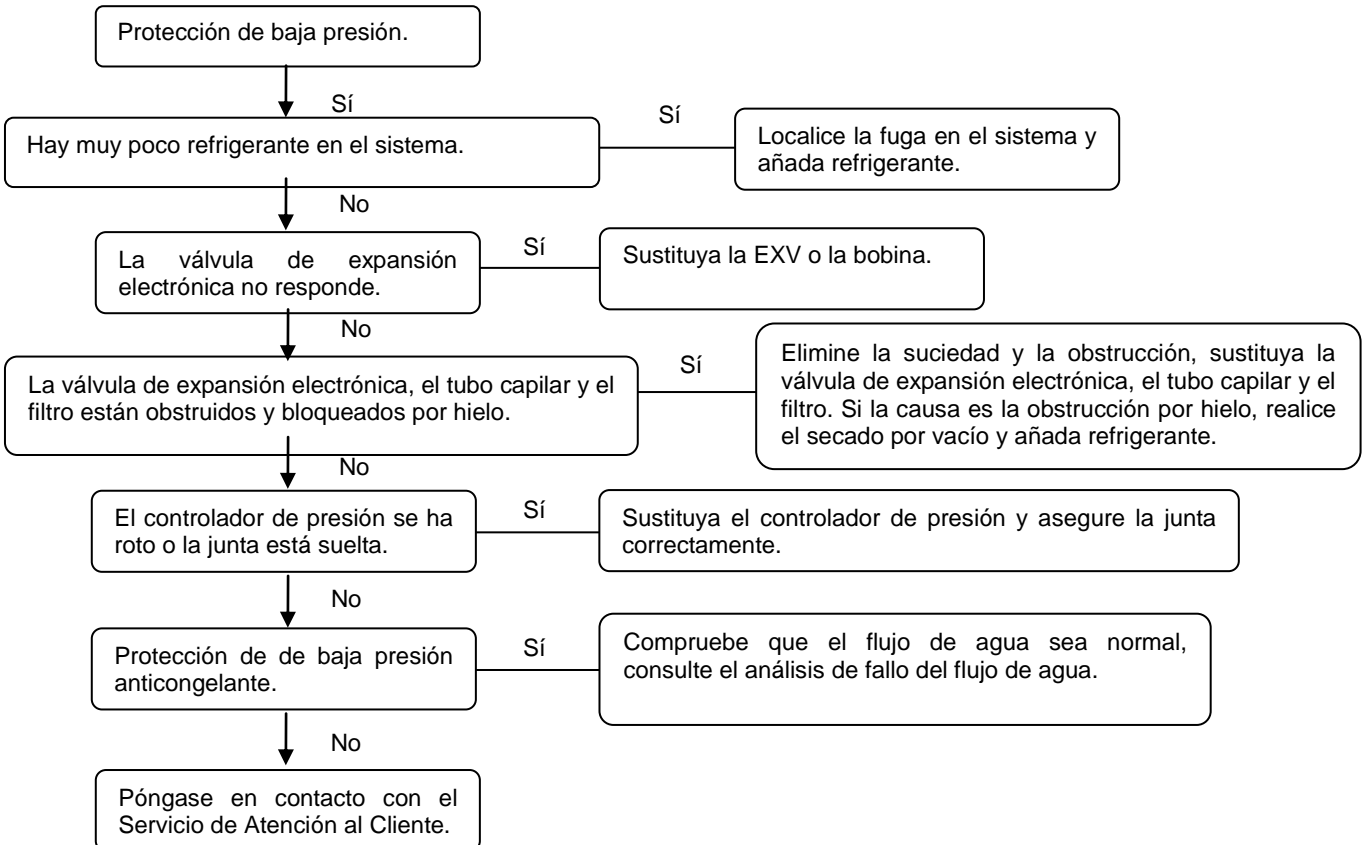 Protección de baja presión.
Sí
Sí
Hay muy poco refrigerante en el sistema.
Localice la fuga en el sistema y
añada refrigerante.
No
La válvula de expansión
electrónica no responde.
Sí
Sustituya la EXV o la bobina.
No
La válvula de expansión electrónica, el tubo capilar y el
filtro están obstruidos y bloqueados por hielo.
Sí
Elimine la suciedad y la obstrucción, sustituya la
válvula de expansión electrónica, el tubo capilar y el
filtro. Si la causa es la obstrucción por hielo, realice
el secado por vacío y añada refrigerante.
No
El controlador de presión se ha
roto o la junta está suelta.
Sí
Sustituya el controlador de presión y asegure la junta
correctamente.
No
Protección de de baja presión
anticongelante.
Sí
Compruebe que el flujo de agua sea normal,
consulte el análisis de fallo del flujo de agua.
No
Póngase en contacto con el
Servicio de Atención al Cliente.